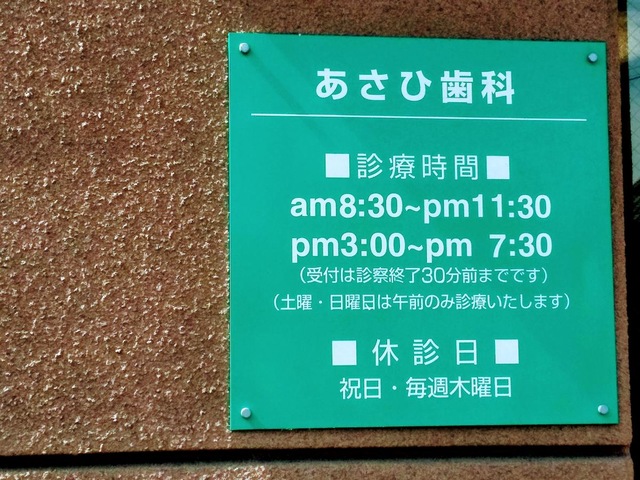 あさひ歯科
■診療時間■
am8:30~pm11:30
pm3:00~pm 7:30
（受付は診察終了30分前までです）
（土曜・日曜日は午前のみ診療いたします）
■休診日■
祝日・毎週木曜日